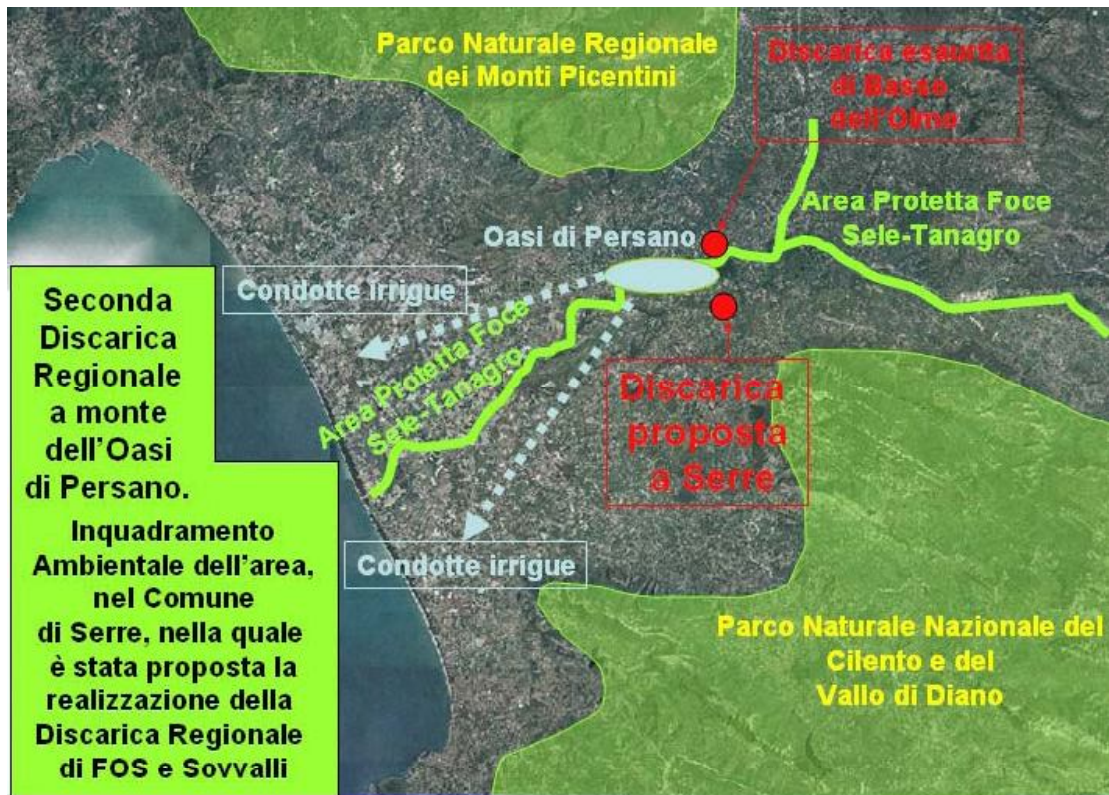 Parco Naturale Regionale
dei Monti Picentini
Discarica esaurita
di Basso
dell'Olmo
Area Protetta Foce
Sele-Tanagro
Oasi di Persano
Condotte irrigue
Area Protetta Foce
Sele-Tanagro
Discarica
proposta
a Serre
Condotte irrigue
Parco Naturale Nazionale del
Cilento e del
Vallo di Diano
Seconda
Discarica
Regionale
a monte
dell'Oasi
di Persano.
Inquadramento
Ambientale dell'area,
nel Comune
di Serre, nella quale
è stata proposta la
realizzazione della
Discarica Regionale
di FOS e Sovvalli